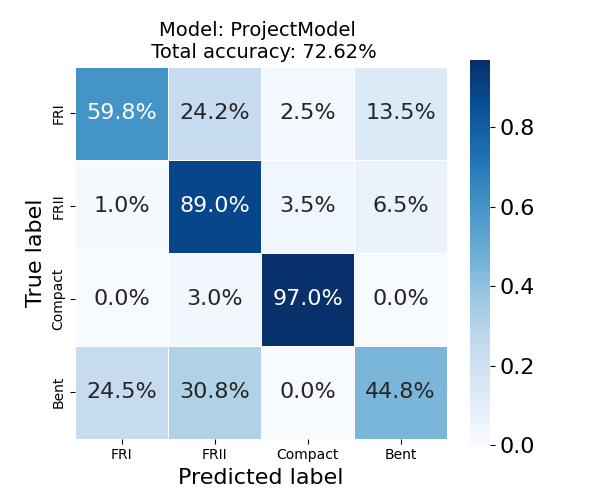 Model: ProjectModel
Total accuracy: 72.62%
True label
FRI
59.8% 24.2% 2.5% 13.5%
FRII
1.0% 89.0% 3.5% 6.5%
Compact
0.0% 3.0% 97.0% 0.0%
Bent
24.5% 30.8% 0.0% 44.8%
FRI FRII Compact Bent
Predicted label
0.8
0.6
0.4
0.2
0.0